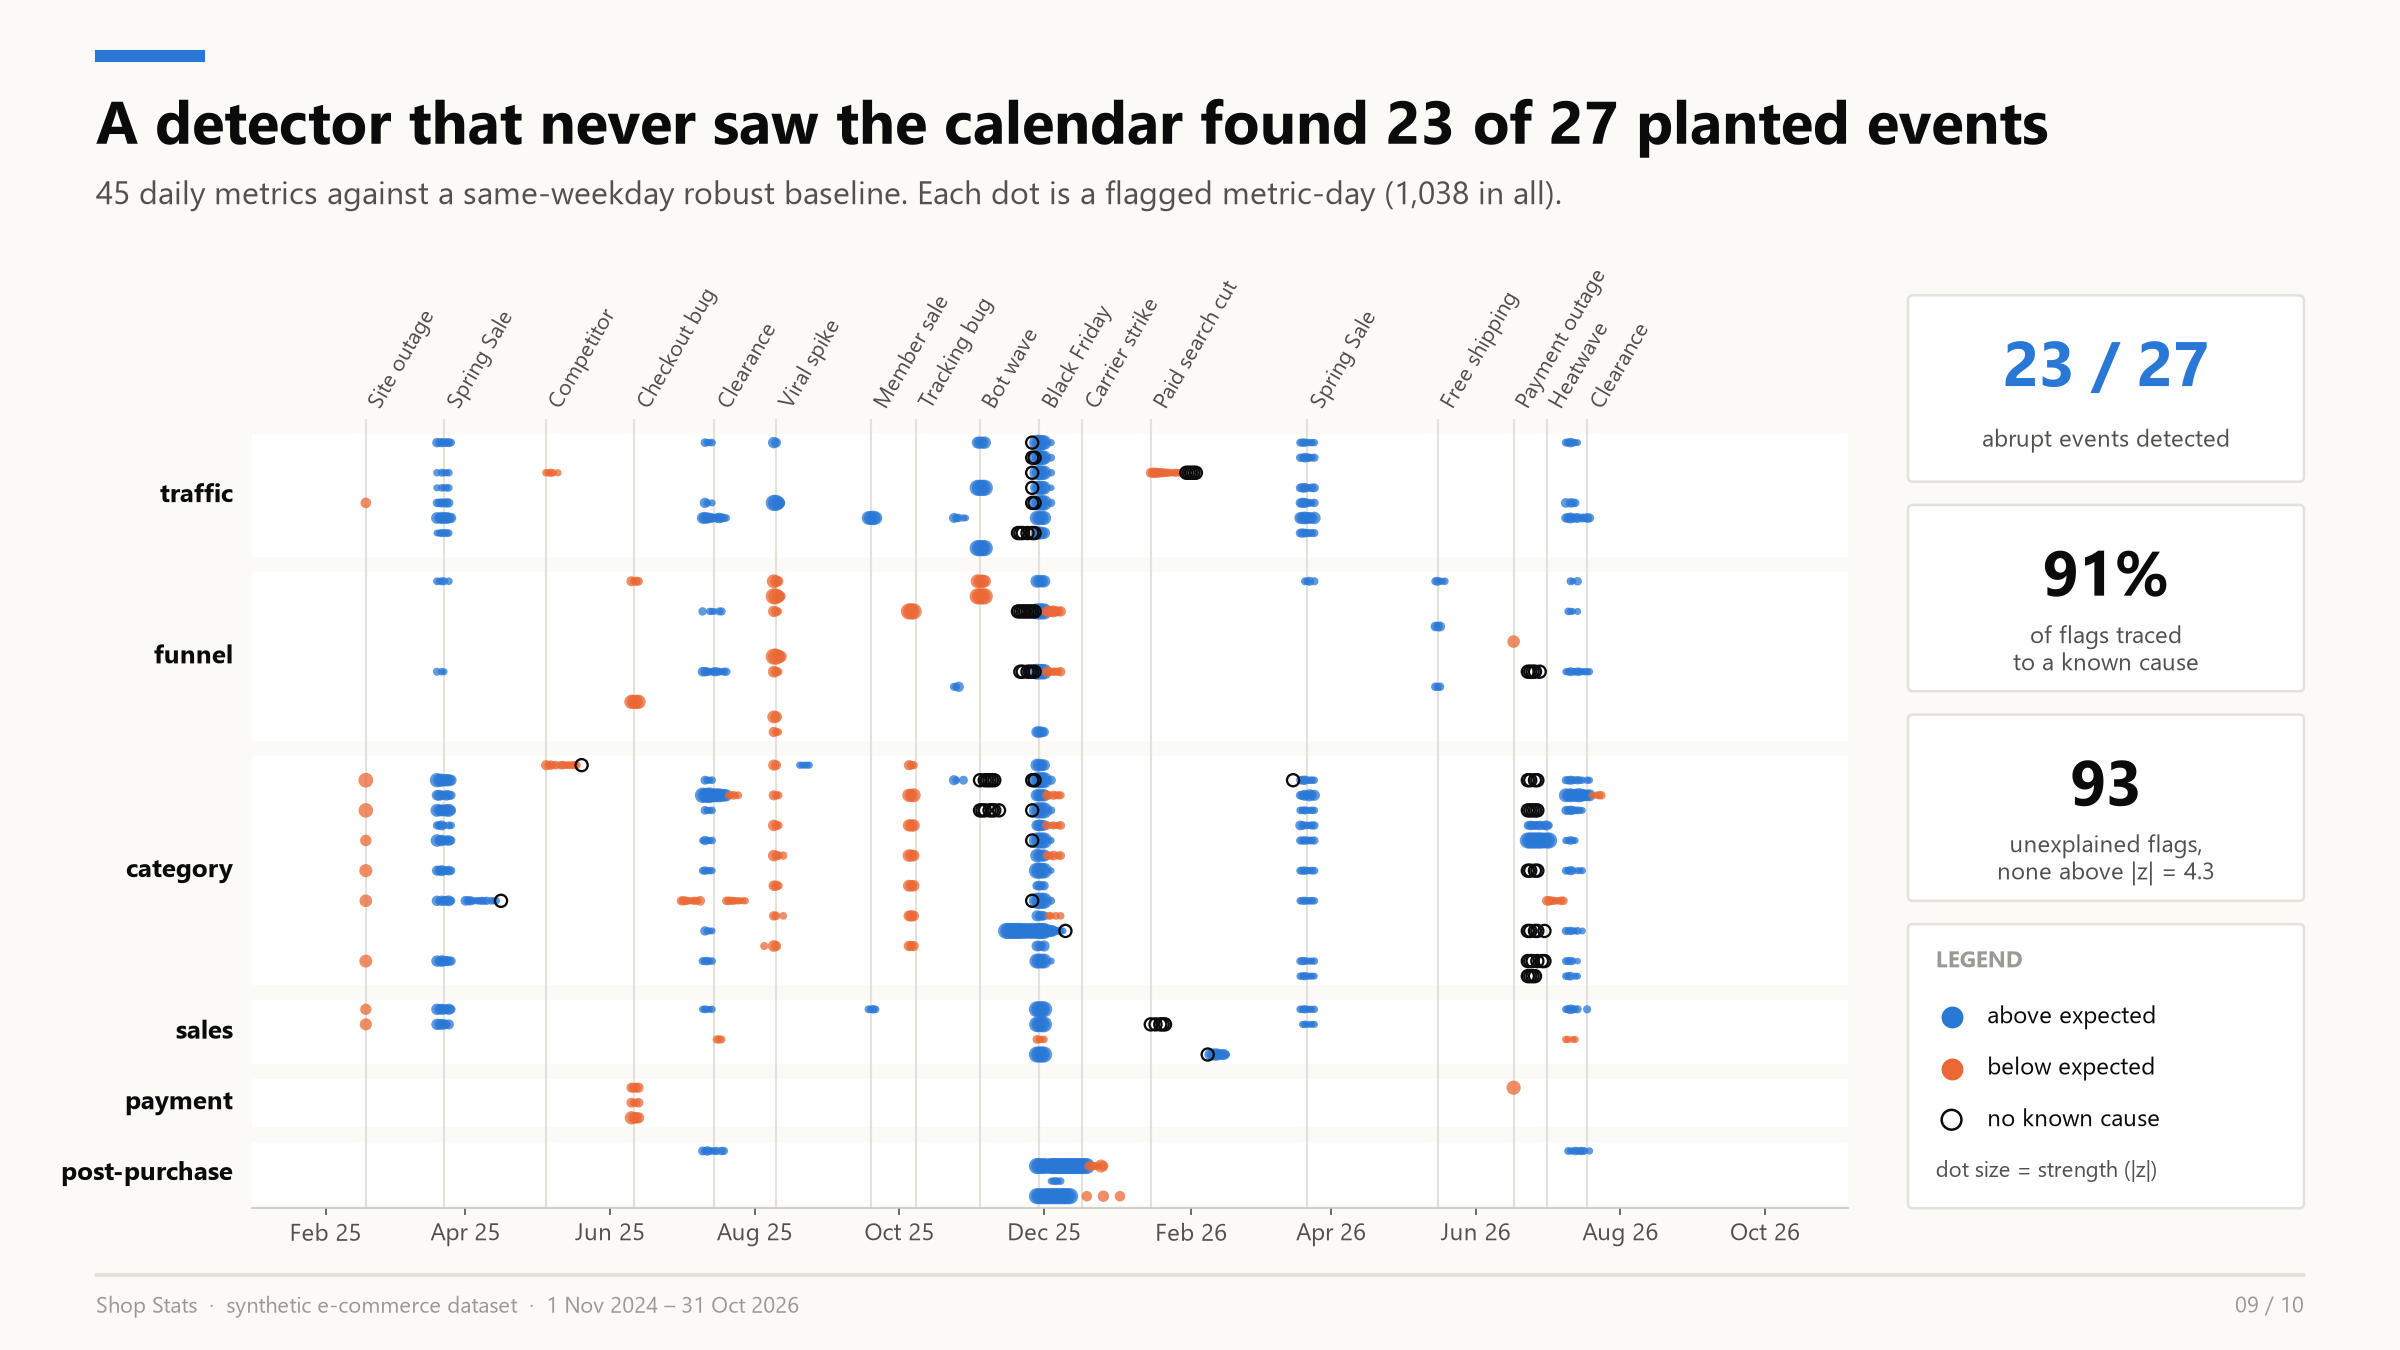 A detector that never saw the calendar found 23 of 27 planted events
45 daily metrics against a same-weekday robust baseline. Each dot is a flagged metric-day (1,038 in all).
Site outage
Spring Sale
Competitor
Checkout bug
Clearance
Viral spike
Member sale
Tracking bug
Bot wave
Black Friday
Carrier strike
Paid search cut
Spring Sale
Free shipping
Payment outage
Heatwave
Clearance
traffic
funnel
category
sales
payment
post-purchase
Feb 25
Apr 25
Jun 25
Aug 25
Oct 25
Dec 25
Feb 26
Apr 26
Jun 26
Aug 26
Oct 26
23 / 27
abrupt events detected
91%
of flags traced
to a known cause
93
unexplained flags,
none above |z| = 4.3
LEGEND
above expected
below expected
no known cause
dot size = strength (|z|)
Shop Stats · synthetic e-commerce dataset · 1 Nov 2024 – 31 Oct 2026
09 / 10